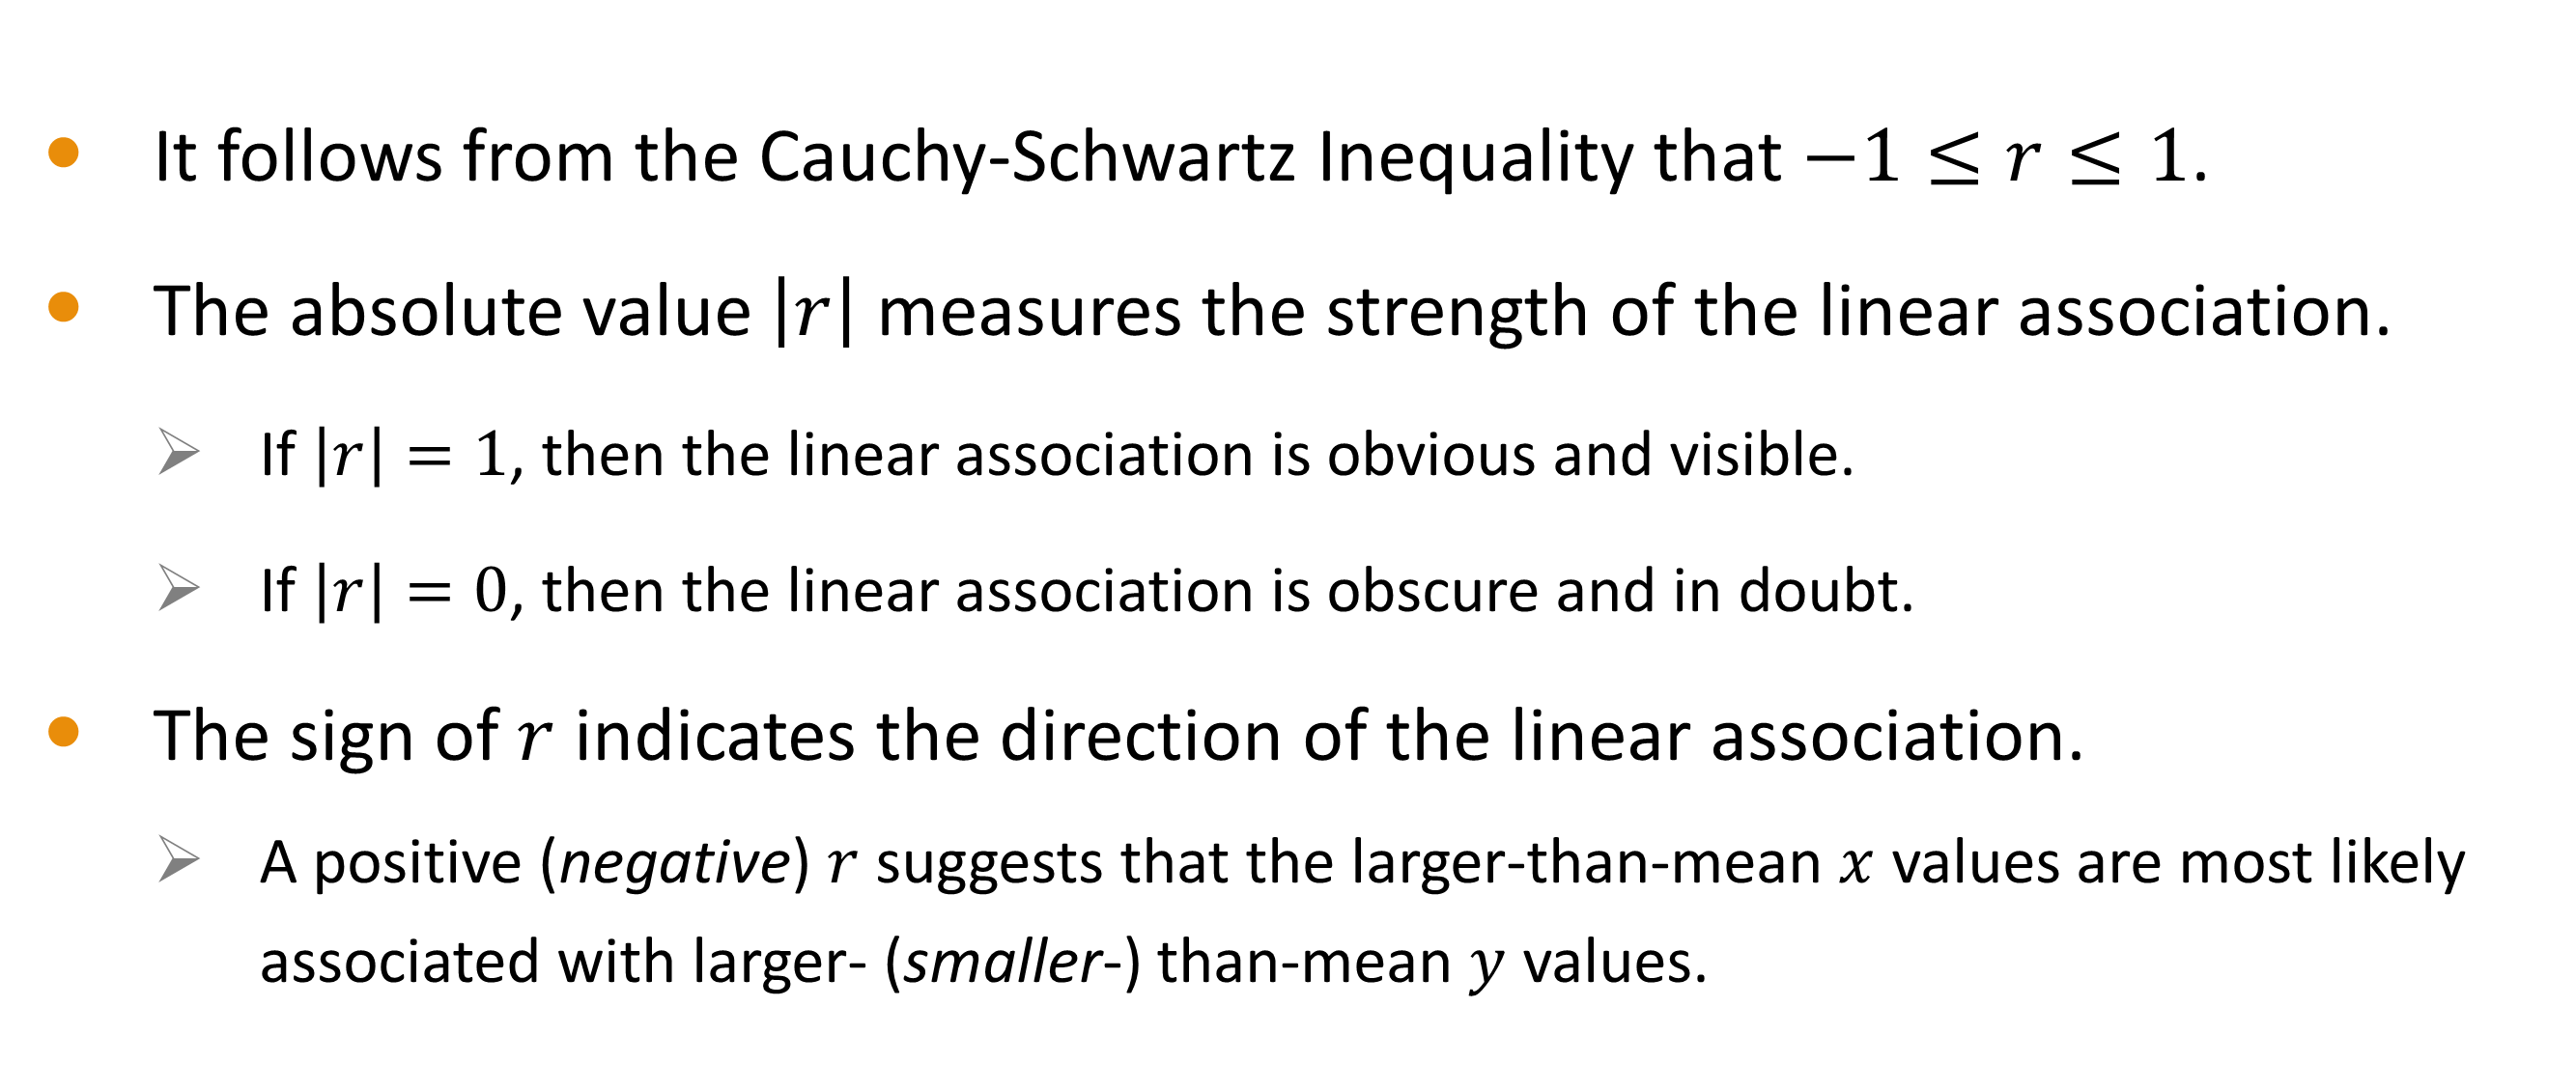 • It follows from the Cauchy-Schwartz Inequality that −1 ≤ r ≤ 1.
• The absolute value |r| measures the strength of the linear association.
➢ If |r| = 1, then the linear association is obvious and visible.
➢ If |r| = 0, then the linear association is obscure and in doubt.
• The sign of r indicates the direction of the linear association.
➢ A positive (negative) r suggests that the larger-than-mean x values are most likely
associated with larger- (smaller-) than-mean y values.